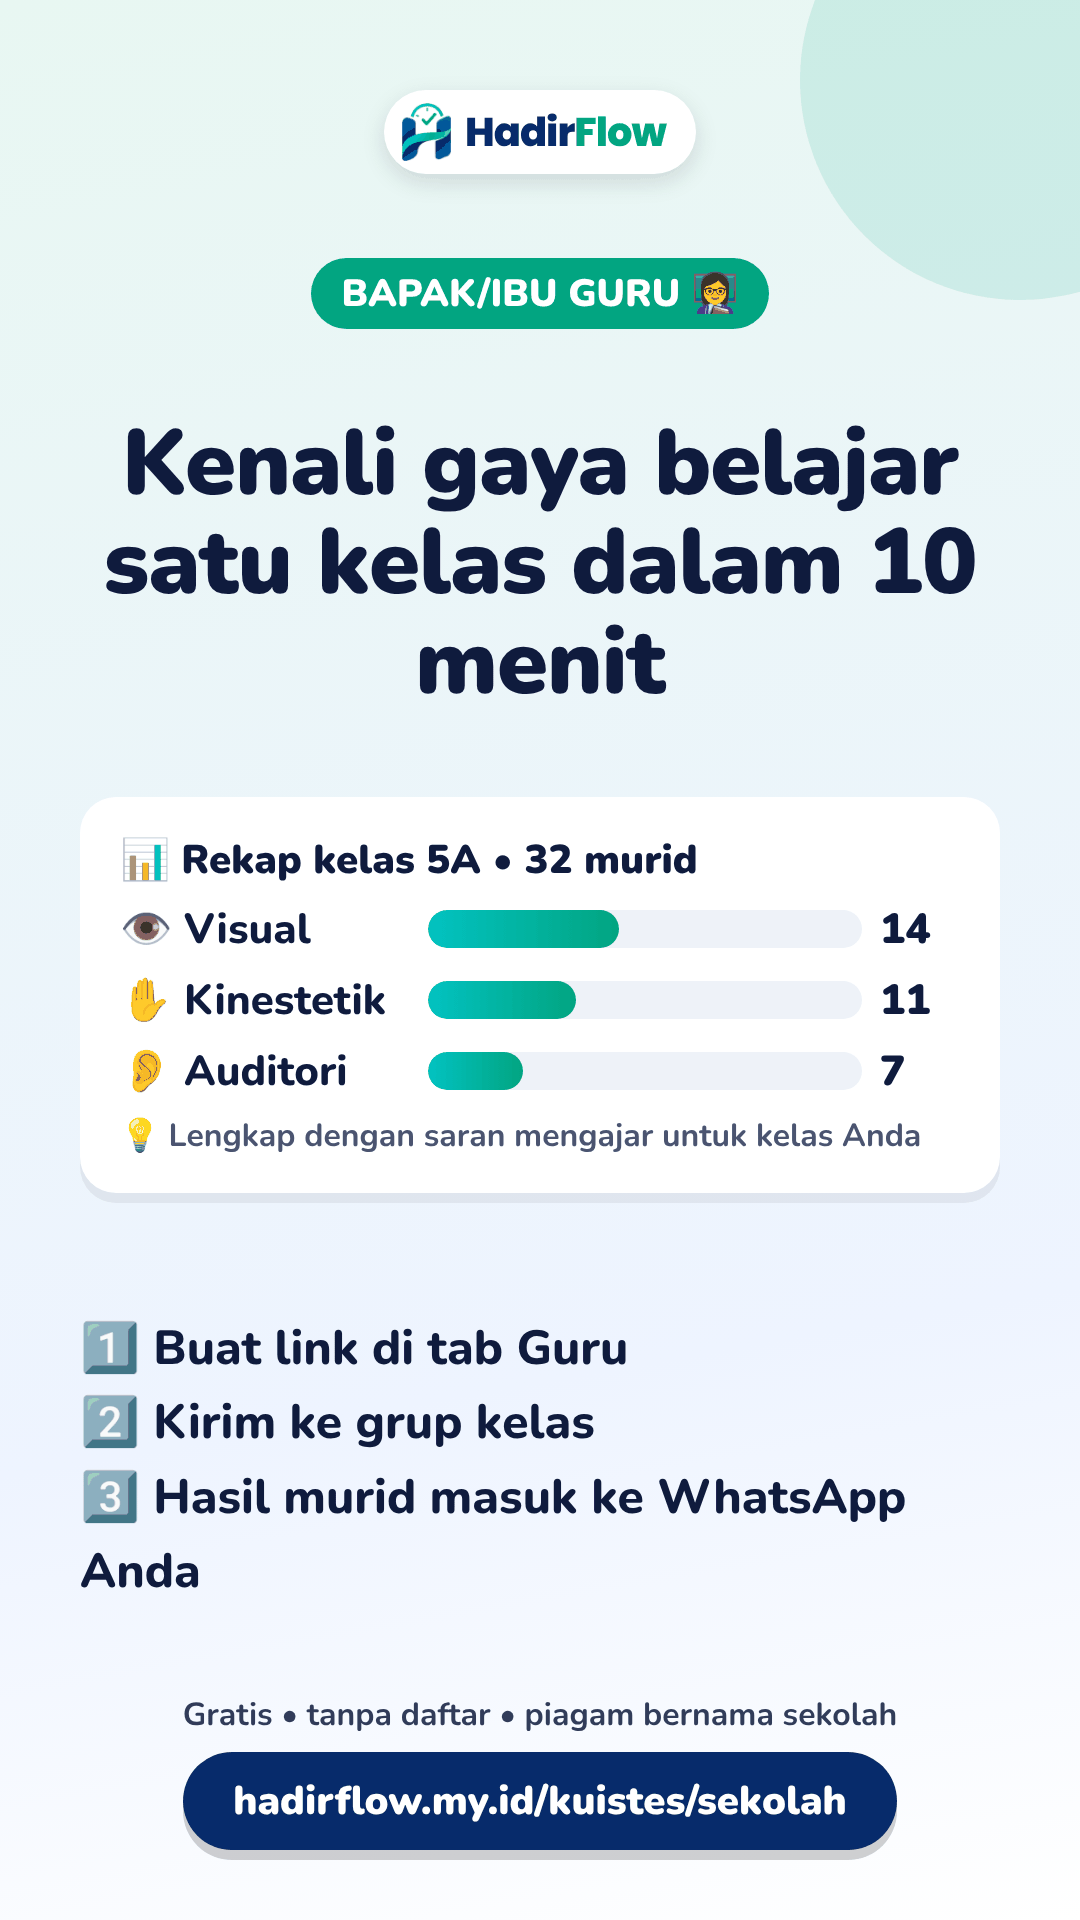 HadirFlow
BAPAK/IBU GURU 👩‍🏫
Kenali gaya belajar
satu kelas dalam 10
menit
📊 Rekap kelas 5A • 32 murid
👁️ Visual 14
✋ Kinestetik 11
👂 Auditori 7
💡 Lengkap dengan saran mengajar untuk kelas Anda
1️⃣ Buat link di tab Guru
2️⃣ Kirim ke grup kelas
3️⃣ Hasil murid masuk ke WhatsApp
Anda
Gratis • tanpa daftar • piagam bernama sekolah
hadirflow.my.id/kuistes/sekolah